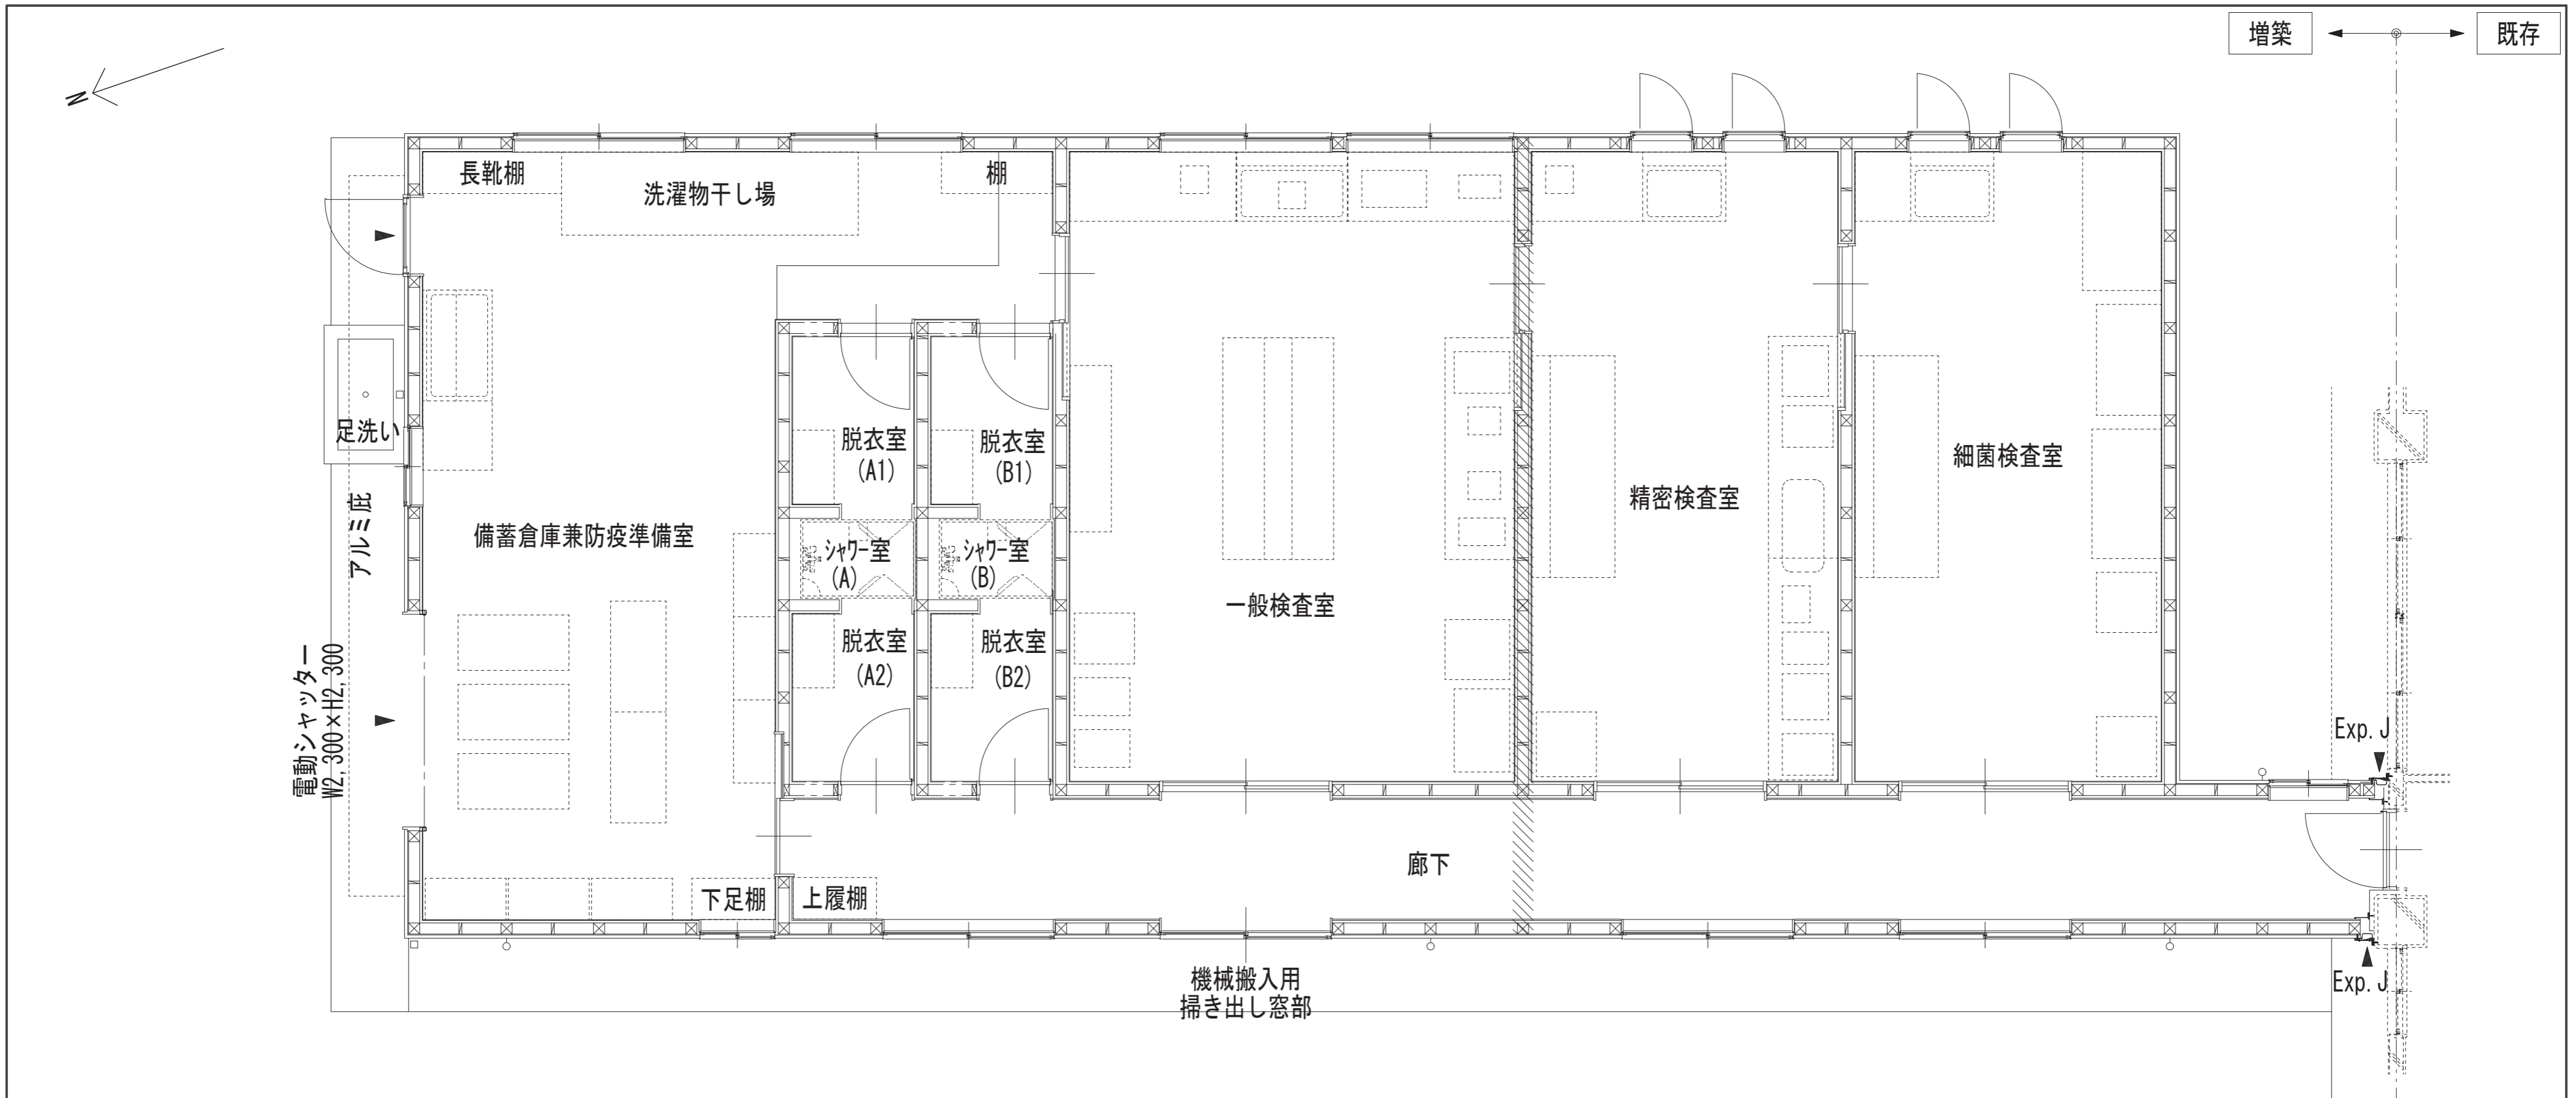 増築
既存
N
長靴棚
洗濯物干し場
棚
足洗い
アルミ庇
備蓄倉庫兼防疫準備室
脱衣室
(A1)
脱衣室
(B1)
シャワー室
(A)
シャワー室
(B)
脱衣室
(A2)
脱衣室
(B2)
一般検査室
精密検査室
細菌検査室
電動シャッター
W2,300×H2,300
Exp.J
廊下
下足棚
上履棚
機械搬入用
掃き出し窓部
Exp.J